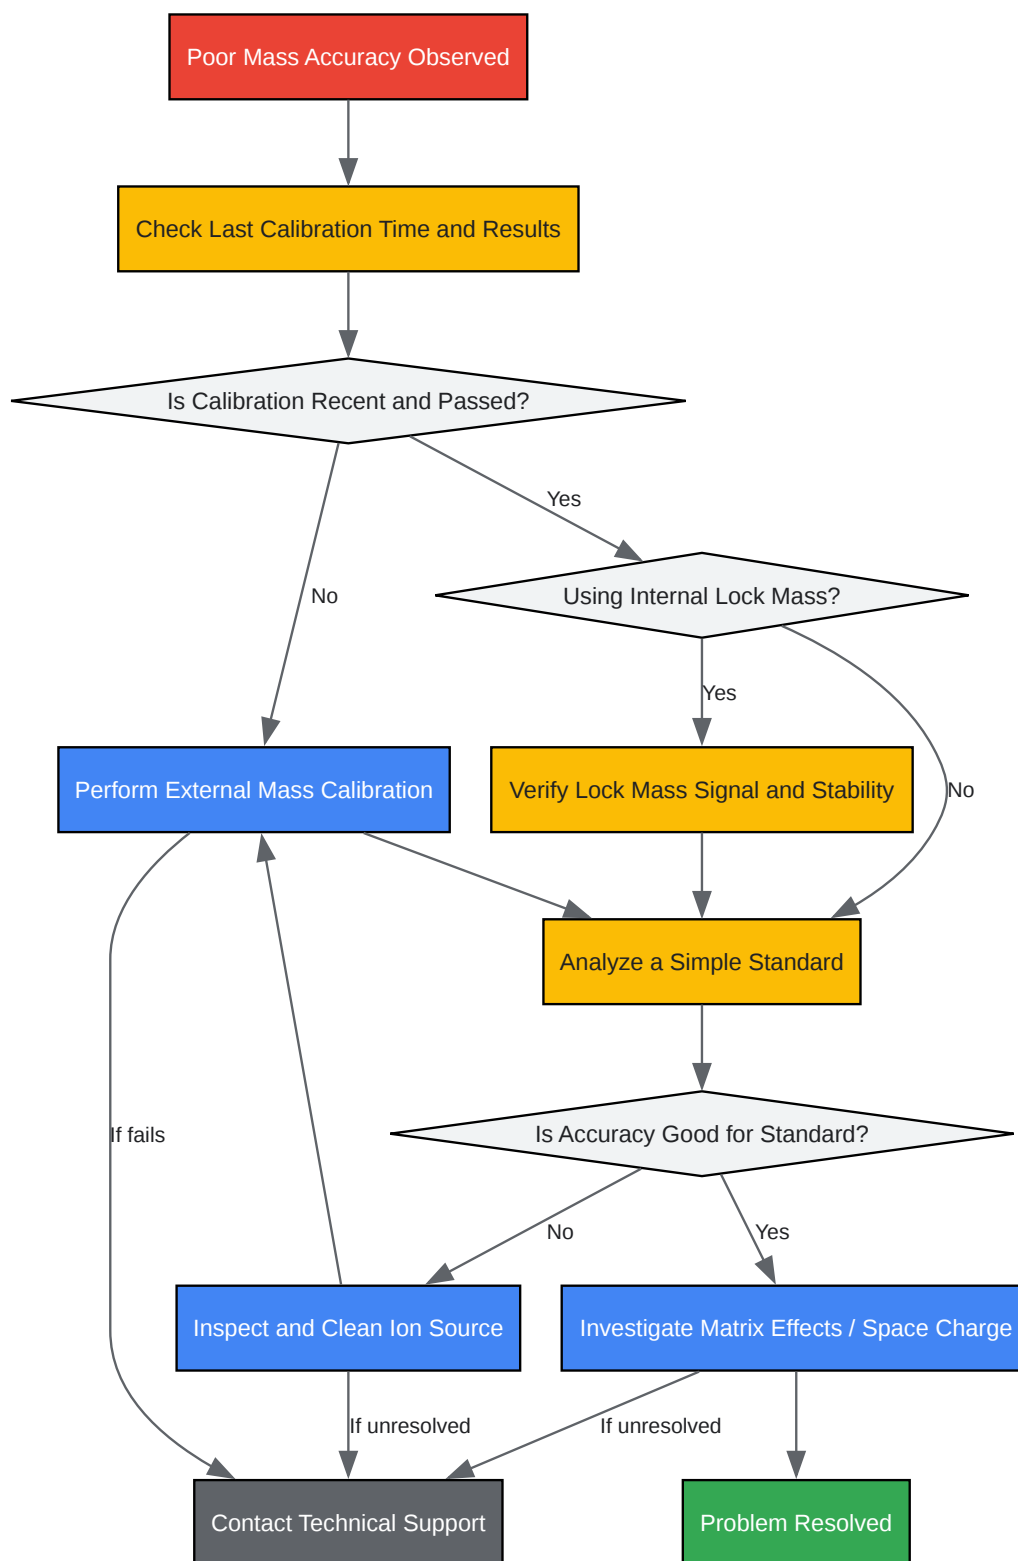 Poor Mass Accuracy Observed
Check Last Calibration Time and Results
Is Calibration Recent and Passed?
Yes
No
Using Internal Lock Mass?
Yes
No
Perform External Mass Calibration
Verify Lock Mass Signal and Stability
Analyze a Simple Standard
If fails
Is Accuracy Good for Standard?
No
Yes
Inspect and Clean Ion Source
Investigate Matrix Effects / Space Charge
If unresolved
If unresolved
Contact Technical Support
Problem Resolved